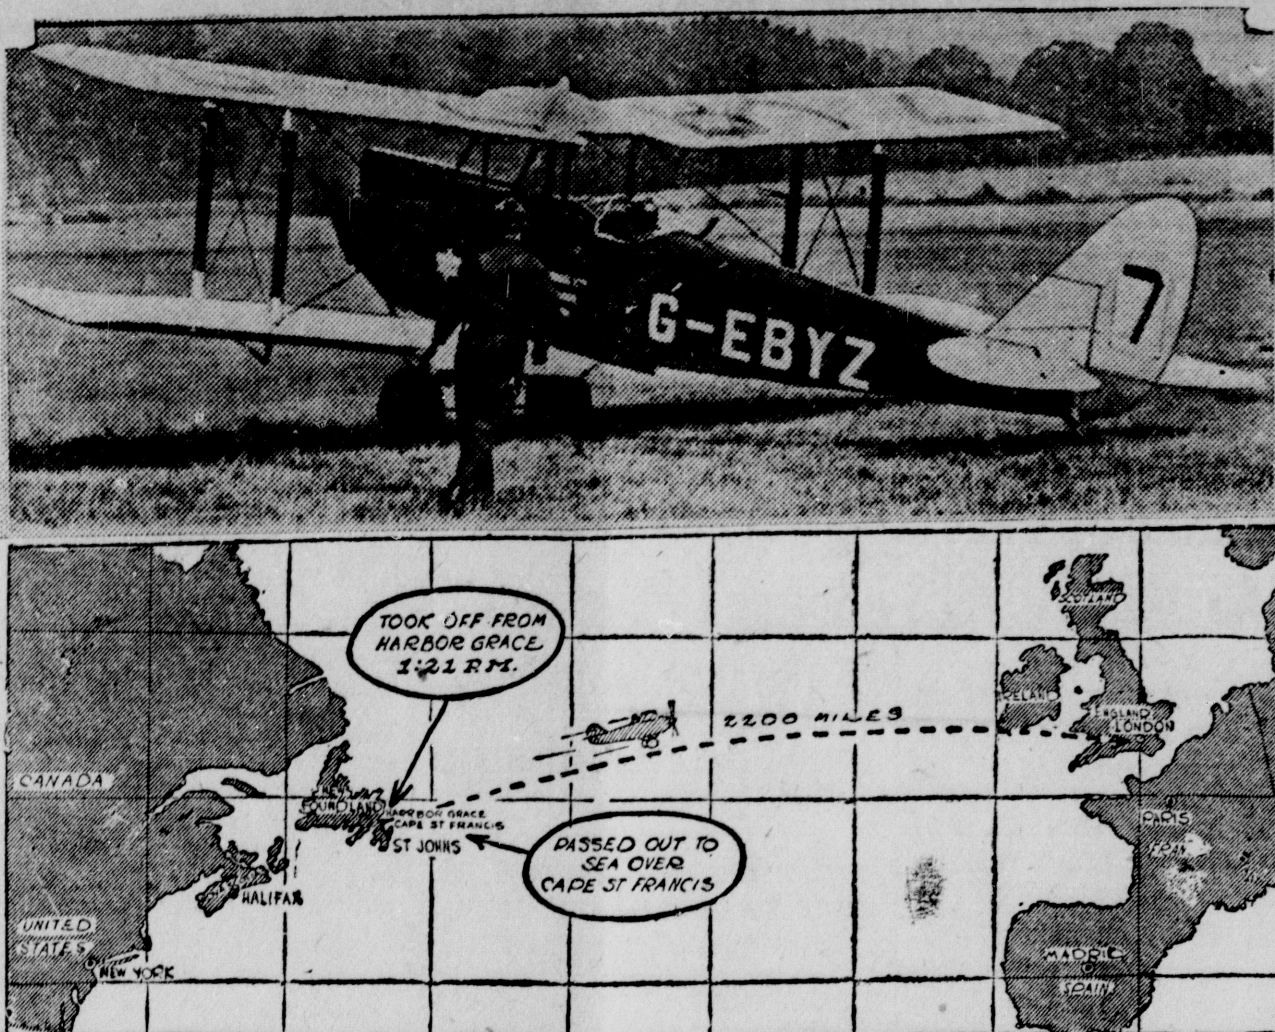 G-EBYZ
7
TOOK OFF FROM
HARBOR GRACE
1:21 P.M.
2200 MILES
SCOTLAND
IRELAND
ENGLAND
LONDON
CANADA
NEW
FOUNDLAND
HARBOR GRACE
CAPE ST FRANCIS
ST JOHNS
PASSED OUT TO
SEA OVER
CAPE ST FRANCIS
HALIFAX
UNITED
STATES
NEW YORK
PARIS
MADRID
SPAIN